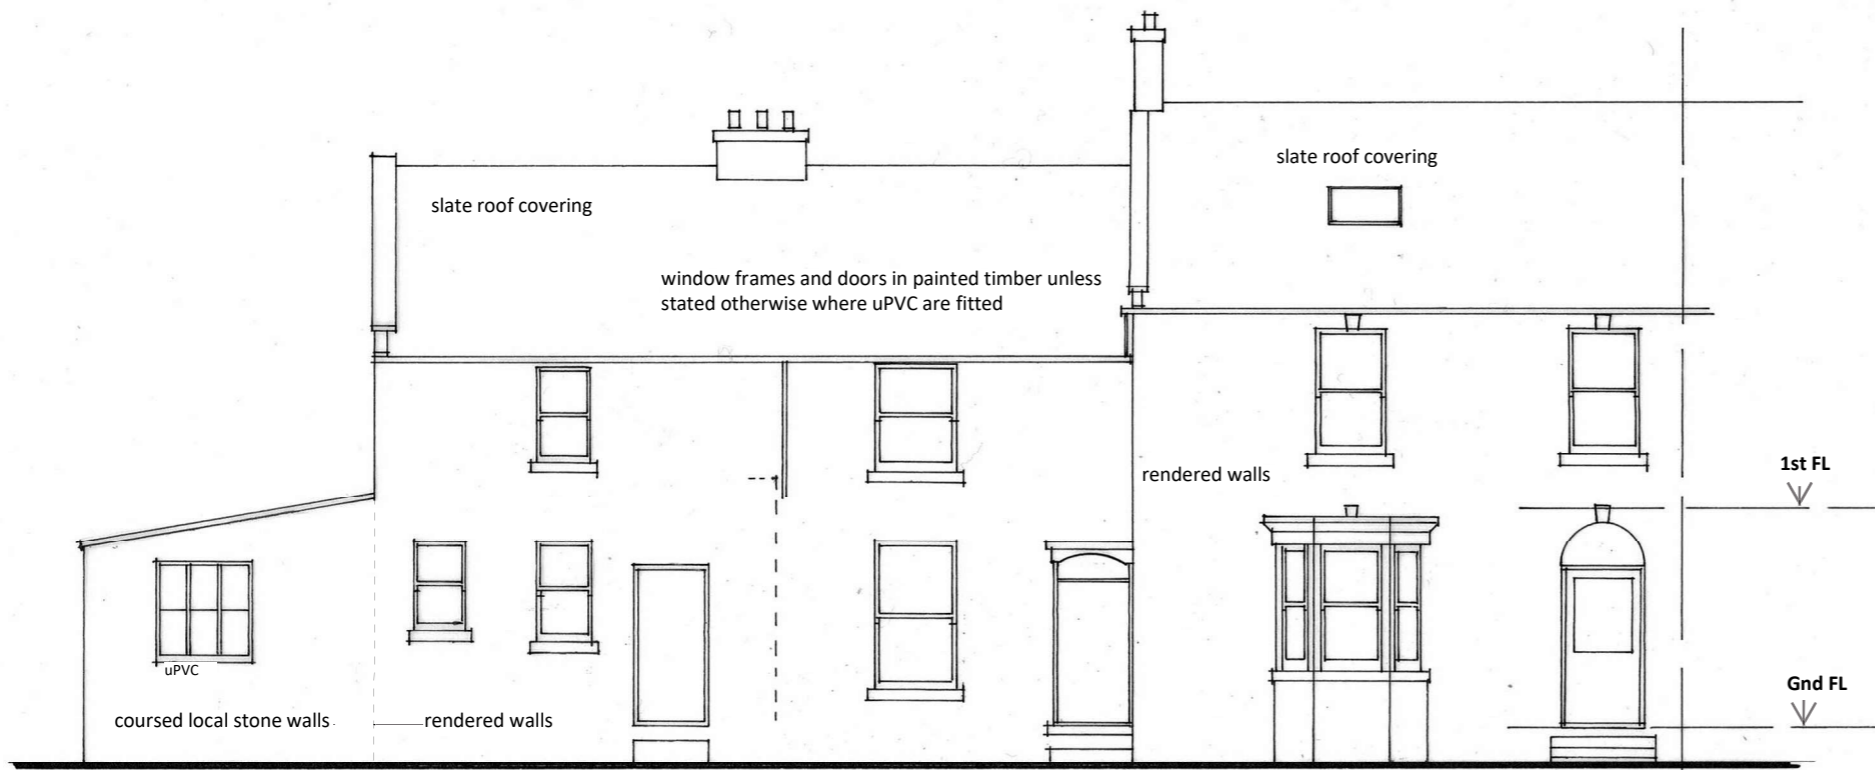 slate roof covering
slate roof covering
window frames and doors in painted timber unless
stated otherwise where uPVC are fitted
rendered walls
1st FL
uPVC
Gnd FL
coursed local stone walls
rendered walls